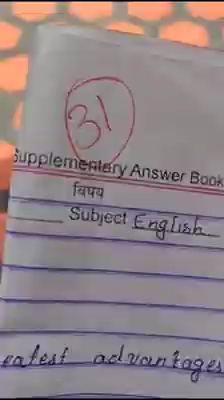 31
Supplementary Answer Book
विषय
Subject English
eatest advantages